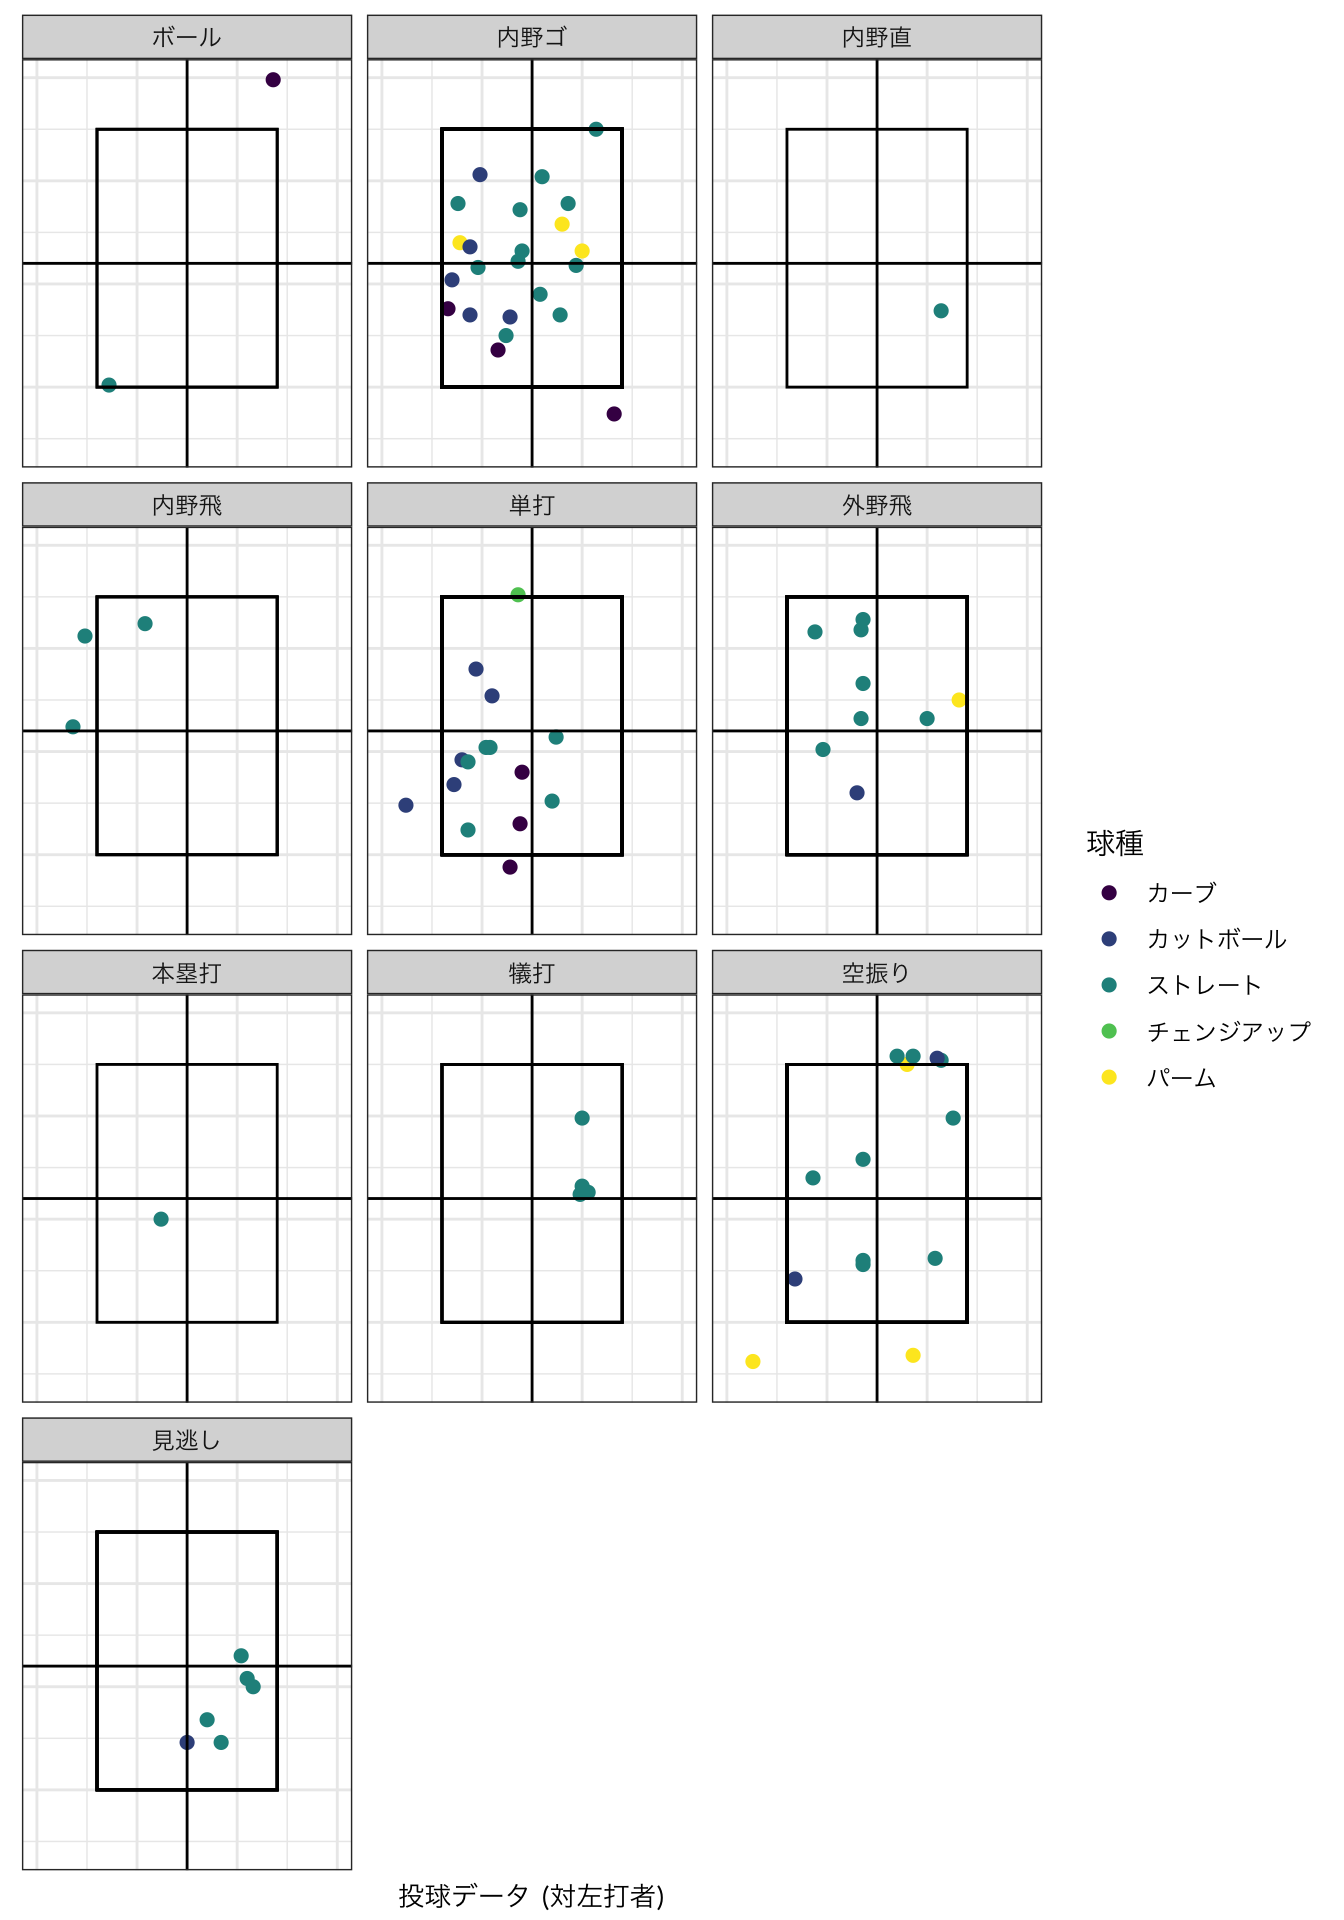 ボール
内野ゴ
内野直
内野飛
単打
外野飛
本塁打
犠打
空振り
見逃し
球種
カーブ
カットボール
ストレート
チェンジアップ
パーム
投球データ (対左打者)